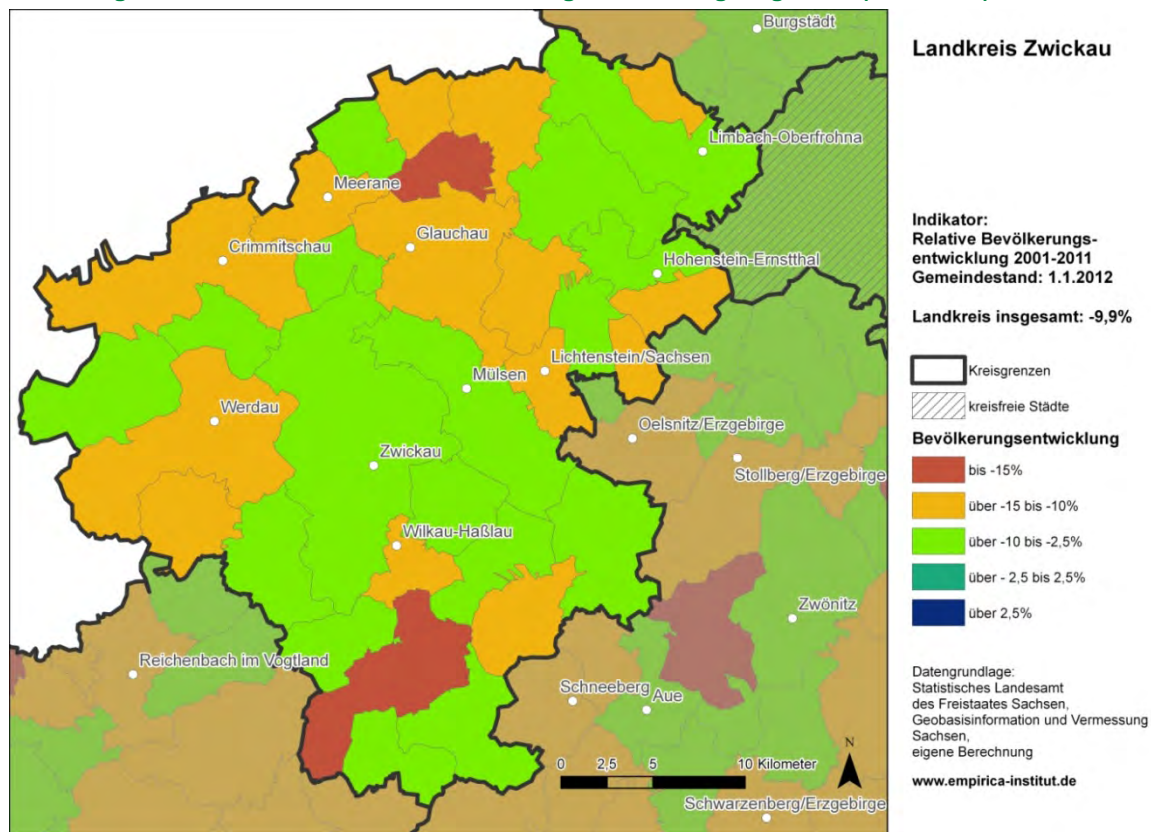 Burgstädt
Limbach-Oberfrohna
Meerane
Glauchau
Crimmitschau
Hohenstein-Ernstthal
Lichtenstein/Sachsen
Mülsen
Werdau
Oelsnitz/Erzgebirge
Zwickau
Stollberg/Erzgebirge
Wilkau-Haßlau
Zwönitz
Reichenbach im Vogtland
Schneeberg
Aue
0 2,5 5 10 Kilometer
N
Schwarzenberg/Erzgebirge
Landkreis Zwickau
Indikator:
Relative Bevölkerungs-
entwicklung 2001-2011
Gemeindestand: 1.1.2012
Landkreis insgesamt: -9,9%
Kreisgrenzen
kreisfreie Städte
Bevölkerungsentwicklung
bis -15%
über -15 bis -10%
über -10 bis -2,5%
über - 2,5 bis 2,5%
über 2,5%
Datengrundlage:
Statistisches Landesamt
des Freistaates Sachsen,
Geobasisinformation und Vermessung
Sachsen,
eigene Berechnung
www.empirica-institut.de